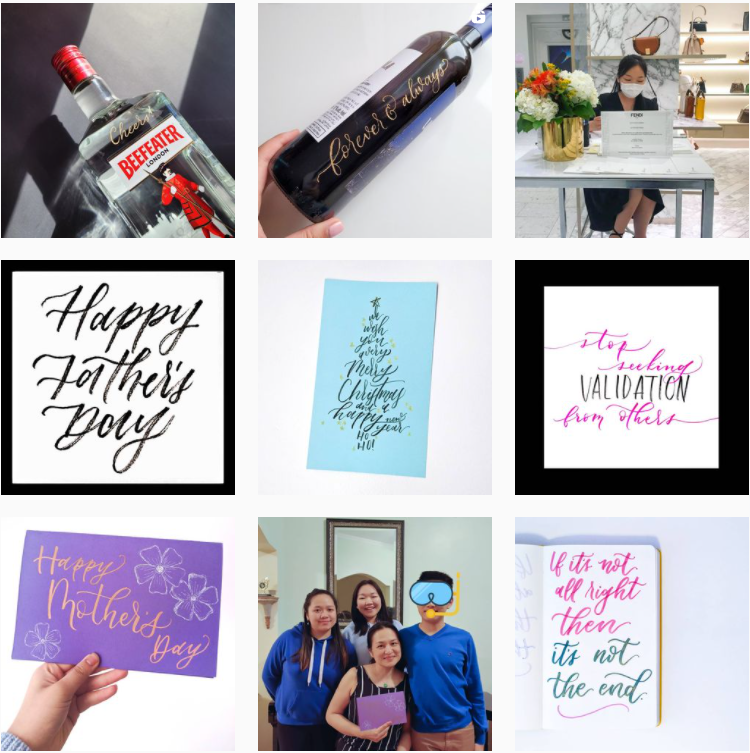 Cheers!
BEEFEATER
LONDON
forever & always
G
FENDI
Happy
Father's
Day
we
wish
you
a very
Merry
Christmas
and a
happy new
year
HO
HO!
stop
seeking
VALIDATION
from others
Happy
Mother's
Day
If it's not
all right
then
it's not
the end.